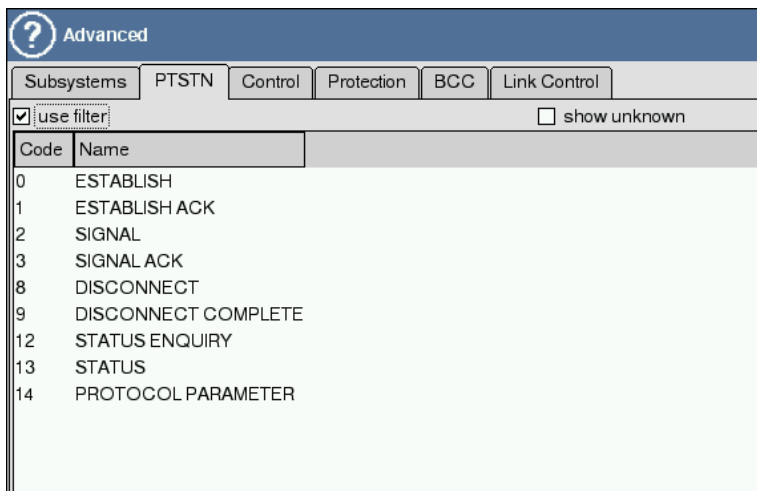 Advanced
Subsystems PTSTN Control Protection BCC Link Control
use filter show unknown
Code Name
0 ESTABLISH
1 ESTABLISH ACK
2 SIGNAL
3 SIGNAL ACK
8 DISCONNECT
9 DISCONNECT COMPLETE
12 STATUS ENQUIRY
13 STATUS
14 PROTOCOL PARAMETER